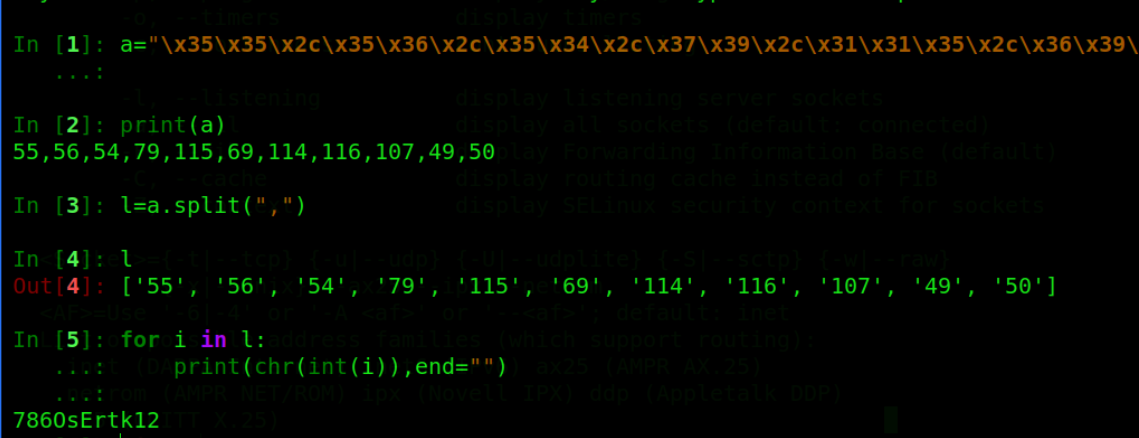 -o, --timers display timers
In [1]: a="\x35\x35\x2c\x35\x36\x2c\x35\x34\x2c\x37\x39\x2c\x31\x31\x35\x2c\x36\x39\
...:
-l, --listening display listening server sockets
In [2]: print(a)
display all sockets (default: connected)
55,56,54,79,115,69,114,116,107,49,50
display Forwarding Information Base (default)
-C, --cache display routing cache instead of FIB
In [3]: l=a.split(",")
display SELinux security context for sockets
In [4]: l
={-t|--tcp} {-u|--udp} {-U|--udplite} {-S|--sctp} {-w|--raw}
Out[4]: ['55', '56', '54', '79', '115', '69', '114', '116', '107', '49', '50']
<AF>=Use '-6|-4' or '-A <af>' or '--<af>'; default: inet
In [5]: for i in l:
address families (which support routing):
...: print(chr(int(i)),end="")
ax25 (AMPR AX.25)
...:
(AMPR NET/ROM) ipx (Novell IPX) ddp (Appletalk DDP)
786OsErtk12
X.25)